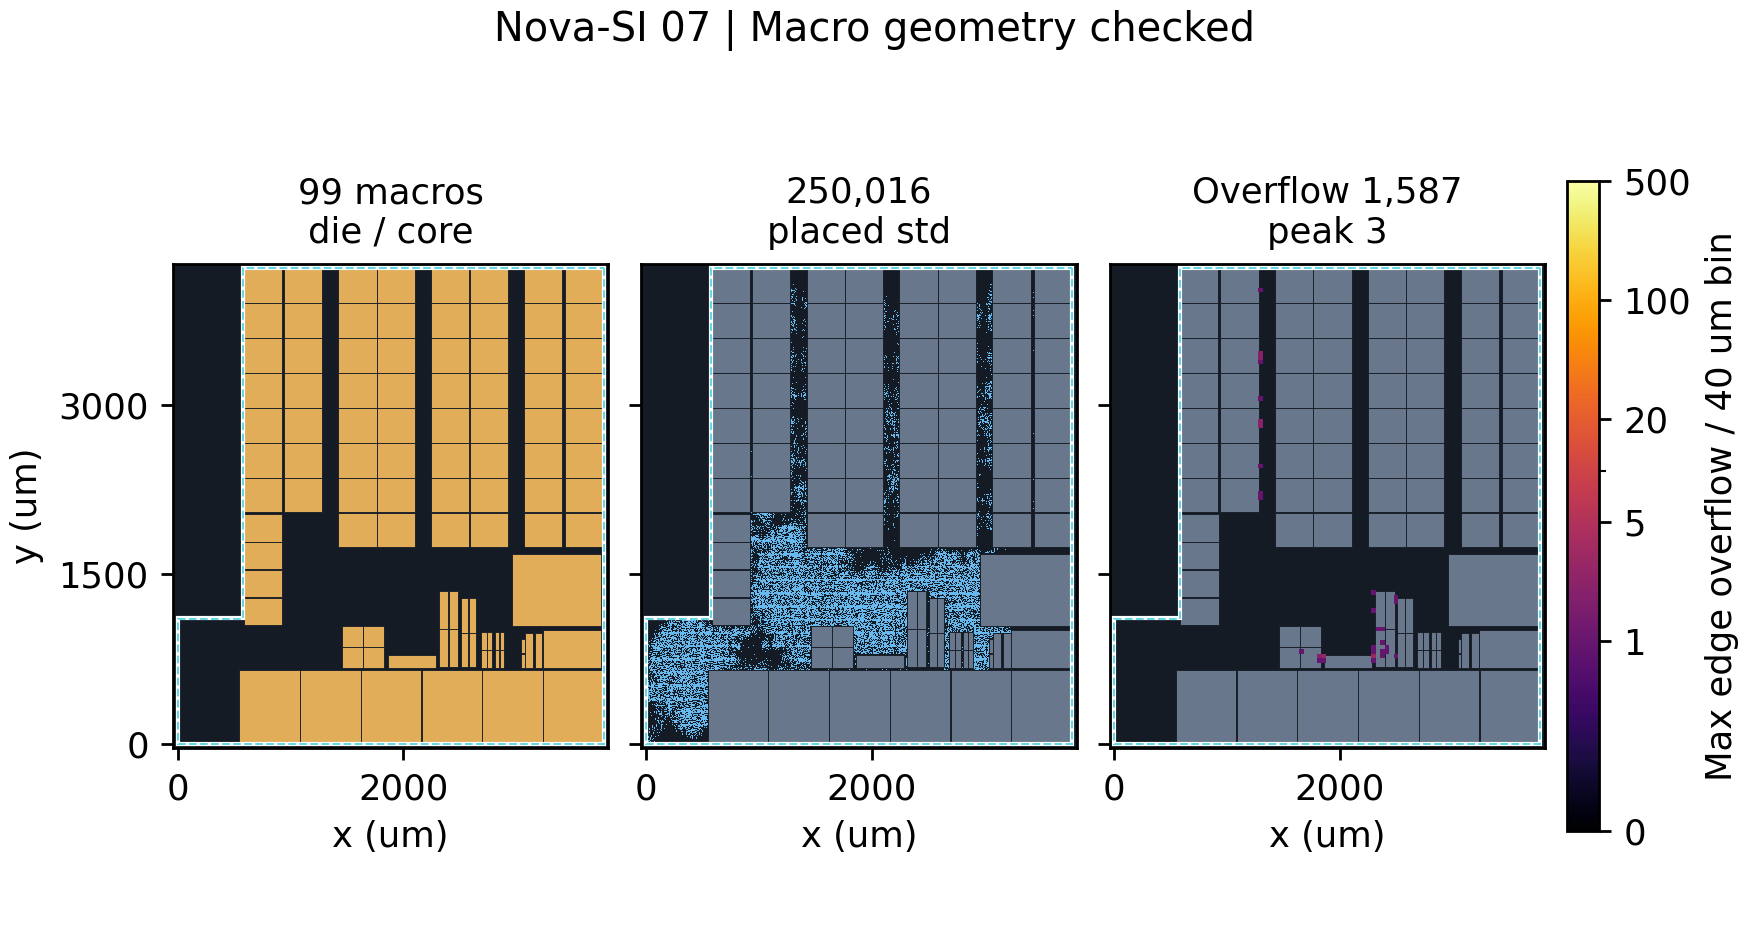 Nova-SI 07 | Macro geometry checked
99 macros
die / core
250,016
placed std
Overflow 1,587
peak 3
y (um)
3000
1500
0
0
2000
x (um)
0
2000
x (um)
0
2000
x (um)
500
100
20
5
1
0
Max edge overflow / 40 um bin